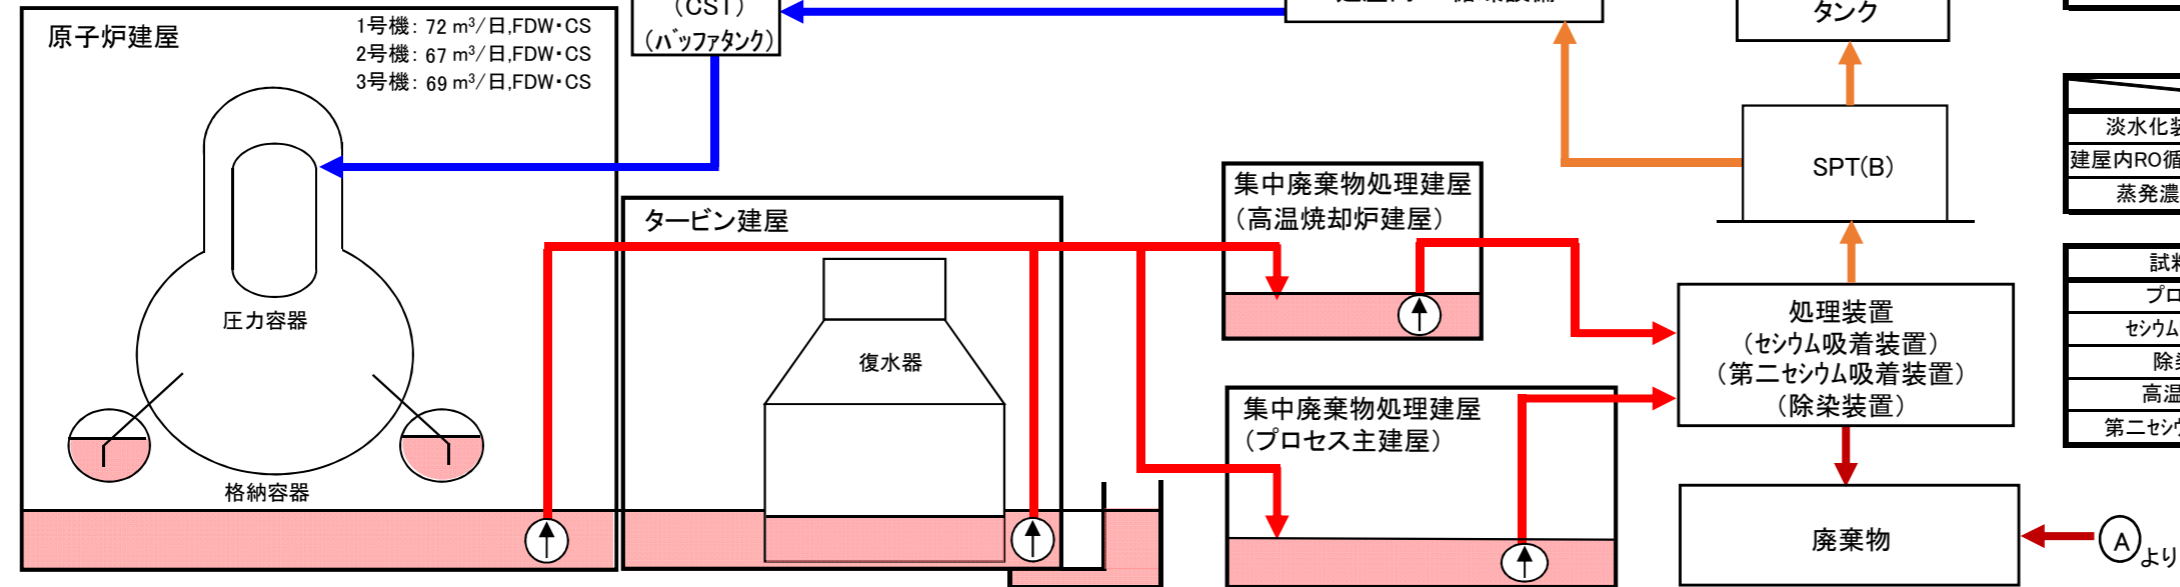 (CST)
(バッファタンク)
タンク
原子炉建屋
1号機: 72 m³/日,FDW・CS
2号機: 67 m³/日,FDW・CS
3号機: 69 m³/日,FDW・CS
圧力容器
格納容器
タービン建屋
復水器
集中廃棄物処理建屋
(高温焼却炉建屋)
集中廃棄物処理建屋
(プロセス主建屋)
SPT(B)
処理装置
(セシウム吸着装置)
(第二セシウム吸着装置)
(除染装置)
廃棄物
Aより
淡水化装
建屋内RO循
蒸発濃
試料
プロ
セシウム
除染
高温
第二セシウ